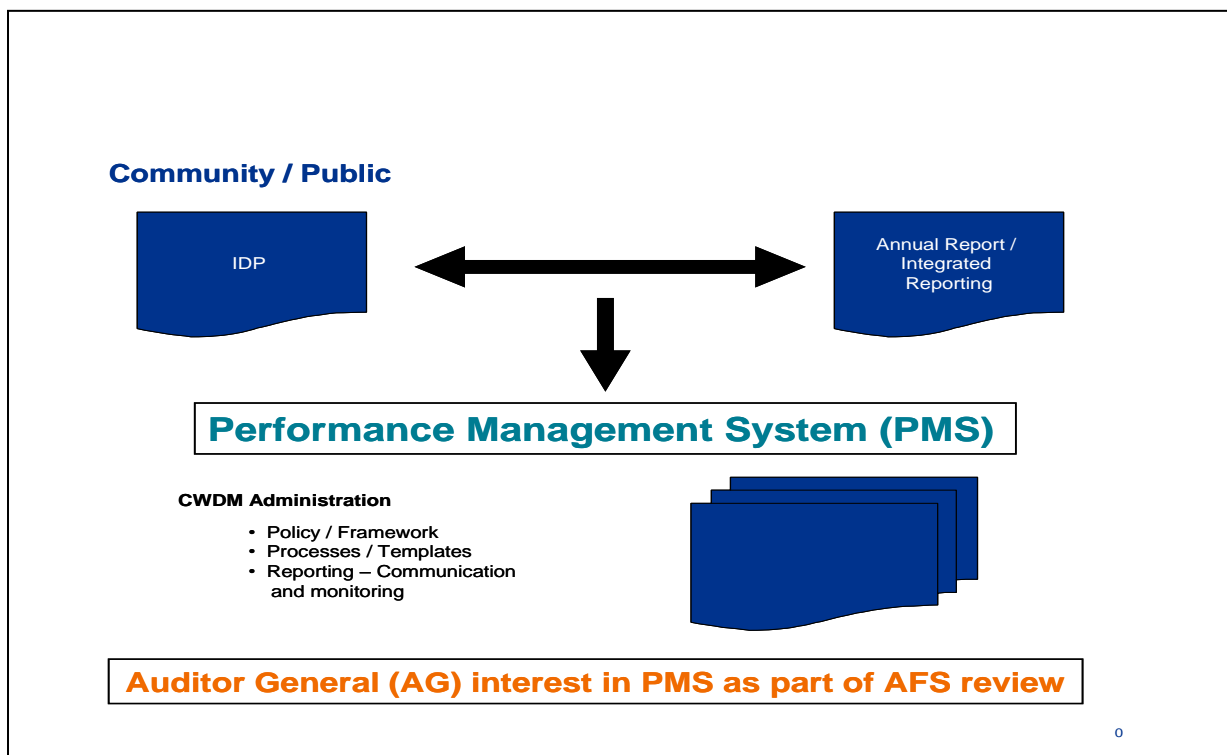 Community / Public
IDP
Annual Report /
Integrated
Reporting
Performance Management System (PMS)
CWDM Administration
• Policy / Framework
• Processes / Templates
• Reporting – Communication
and monitoring
Auditor General (AG) interest in PMS as part of AFS review
0